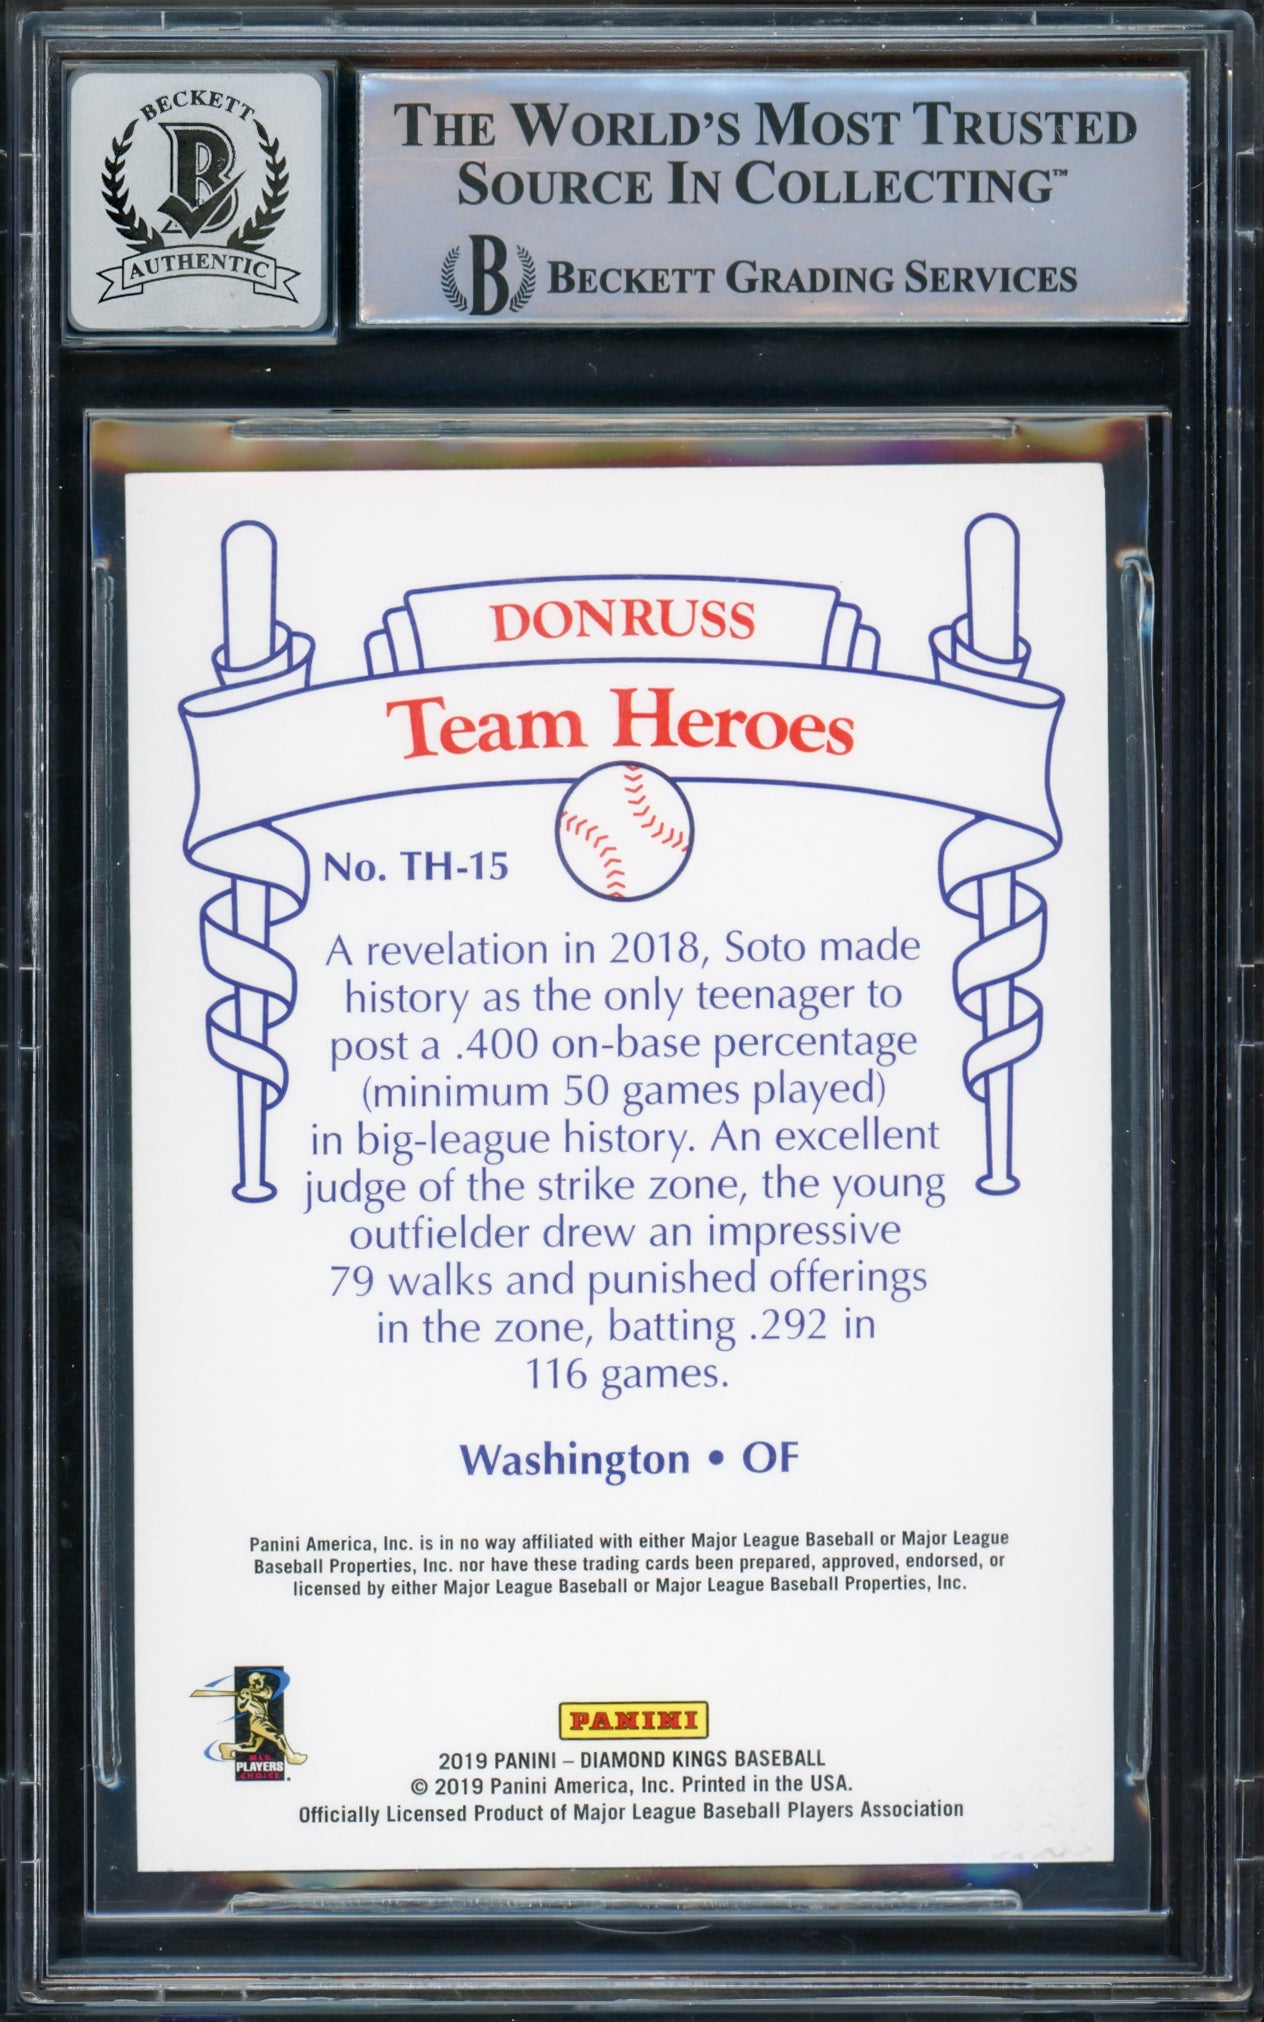 BECKETT
B
AUTHENTIC
THE WORLD'S MOST TRUSTED
SOURCE IN COLLECTING™
B BECKETT GRADING SERVICES
DONRUSS
Team Heroes
No. TH-15
A revelation in 2018, Soto made
history as the only teenager to
post a .400 on-base percentage
(minimum 50 games played)
in big-league history. An excellent
judge of the strike zone, the young
outfielder drew an impressive
79 walks and punished offerings
in the zone, batting .292 in
116 games.
Washington • OF
Panini America, Inc. is in no way affiliated with either Major League Baseball or Major League
Baseball Properties, Inc. nor have these trading cards been prepared, approved, endorsed, or
licensed by either Major League Baseball or Major League Baseball Properties, Inc.
MLB
PLAYERS
CHOICE
PANINI
2019 PANINI – DIAMOND KINGS BASEBALL
© 2019 Panini America, Inc. Printed in the USA.
Officially Licensed Product of Major League Baseball Players Association